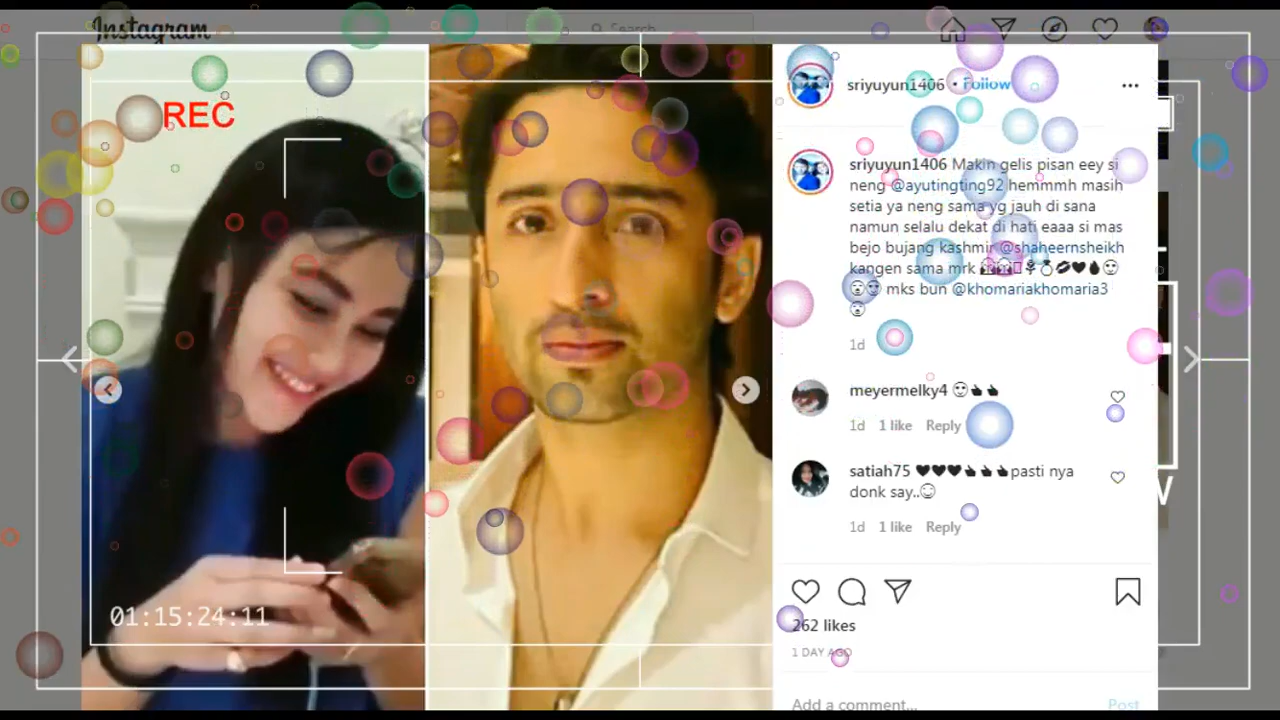 Instagram
Search
REC
01:15:24:11
sriyuyun1406 • Follow
sriyuyun1406 Makin gelis pisan eey si
neng @ayutingting92 hemmmh masih
setia ya neng sama yg jauh di sana
namun selalu dekat di hati eaaa si mas
bejo bujang kashmir @shaheernsheikh
kangen sama mrk
mks bun @khomariakhomaria3
1d
meyermelky4
1d 1 like Reply
satiah75 pasti nya
donk say..
1d 1 like Reply
262 likes
1 DAY AGO
Add a comment... Post